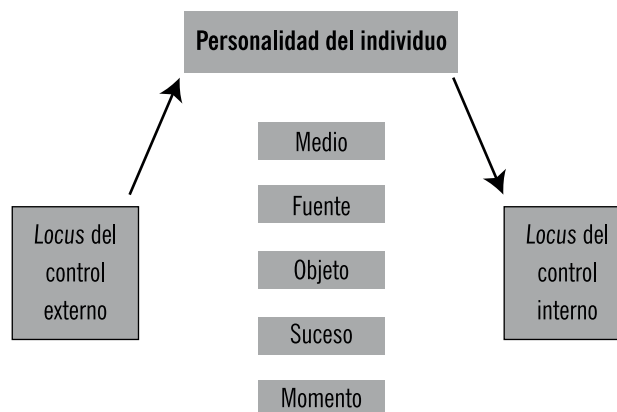 Personalidad del individuo
Medio
Fuente
Objeto
Suceso
Momento
Locus del
control
externo
Locus del
control
interno